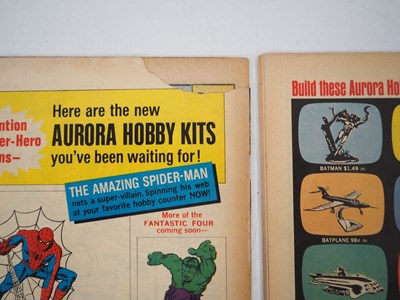 ntion
er-Hero
ns—
Here are the new
AURORA HOBBY KITS
you've been waiting for!
THE AMAZING SPIDER-MAN
nets a super-villain. Spinning his web
at your favorite hobby counter NOW!
More of the
FANTASTIC FOUR
coming soon—
Build these Aurora Ho
BATMAN $1.49
BATPLANE 98¢